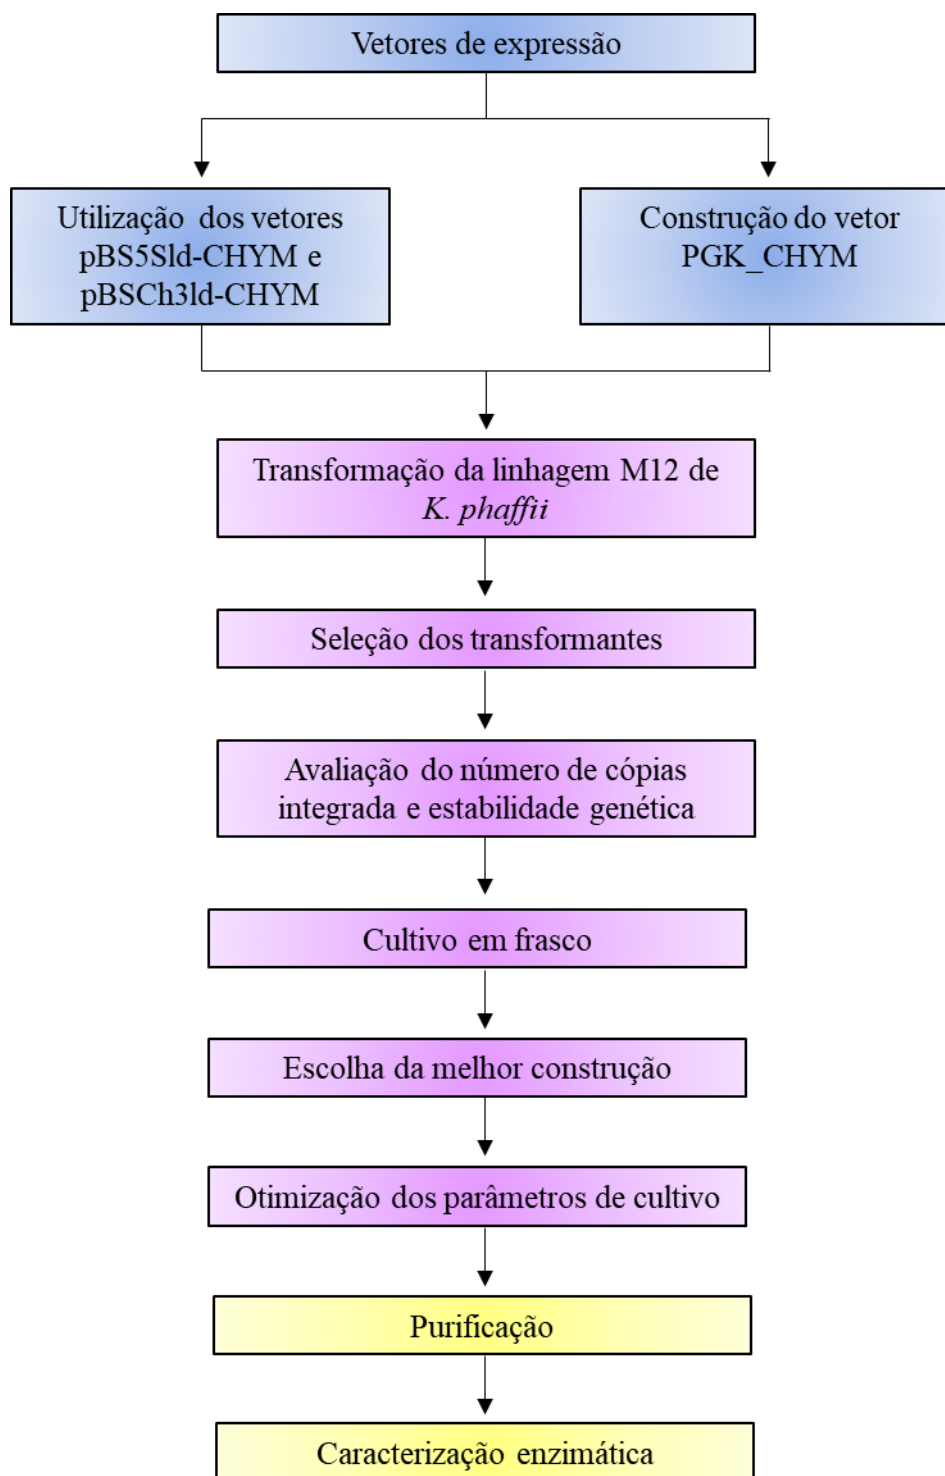 Vetores de expressão
Utilização dos vetores
pBS5Sld-CHYM e
pBSCh3ld-CHYM
Construção do vetor
PGK_CHYM
Transformação da linhagem M12 de
K. phaffii
Seleção dos transformantes
Avaliação do número de cópias
integrada e estabilidade genética
Cultivo em frasco
Escolha da melhor construção
Otimização dos parâmetros de cultivo
Purificação
Caracterização enzimática